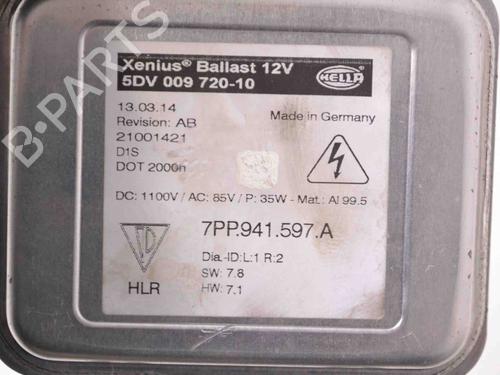 Xenius® Ballast 12V
5DV 009 720-10
HELLA
13.03.14
Made in Germany
Revision: AB
21001421
D1S
DOT 2000h
DC: 1100V / AC: 85V / P: 35W - Mat.: Al 99.5
7PP.941.597.A
Dia.-ID:L:1 R:2
SW: 7.8
HLR
HW: 7.1